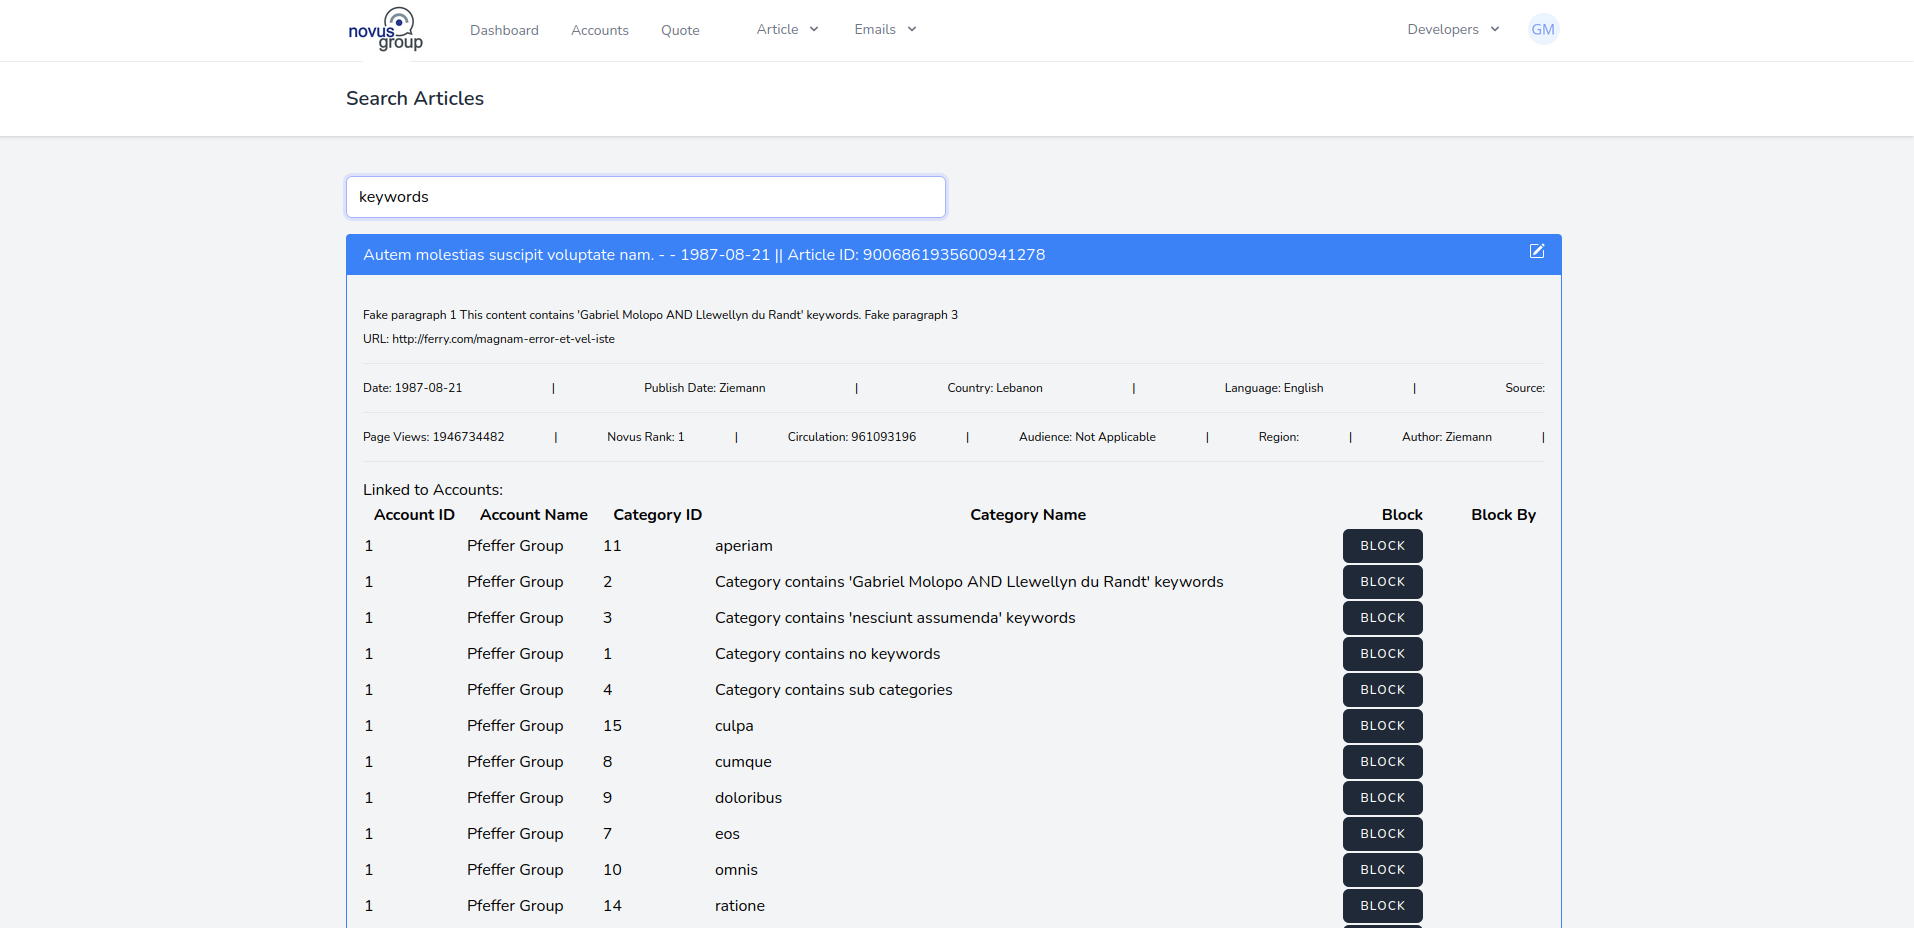 novus group
Dashboard Accounts Quote Article Emails Developers GM
Search Articles
keywords
Autem molestias suscipit voluptate nam. - - 1987-08-21 || Article ID: 9006861935600941278
Fake paragraph 1 This content contains 'Gabriel Molopo AND Llewellyn du Randt' keywords. Fake paragraph 3
URL: http://ferry.com/magnam-error-et-vel-iste
Date: 1987-08-21 | Publish Date: Ziemann | Country: Lebanon | Language: English | Source:
Page Views: 1946734482 | Novus Rank: 1 | Circulation: 961093196 | Audience: Not Applicable | Region: | Author: Ziemann |
Linked to Accounts:
Account ID Account Name Category ID Category Name Block Block By
1 Pfeffer Group 11 aperiam BLOCK
1 Pfeffer Group 2 Category contains 'Gabriel Molopo AND Llewellyn du Randt' keywords BLOCK
1 Pfeffer Group 3 Category contains 'nesciunt assumenda' keywords BLOCK
1 Pfeffer Group 1 Category contains no keywords BLOCK
1 Pfeffer Group 4 Category contains sub categories BLOCK
1 Pfeffer Group 15 culpa BLOCK
1 Pfeffer Group 8 cumque BLOCK
1 Pfeffer Group 9 doloribus BLOCK
1 Pfeffer Group 7 eos BLOCK
1 Pfeffer Group 10 omnis BLOCK
1 Pfeffer Group 14 ratione BLOCK